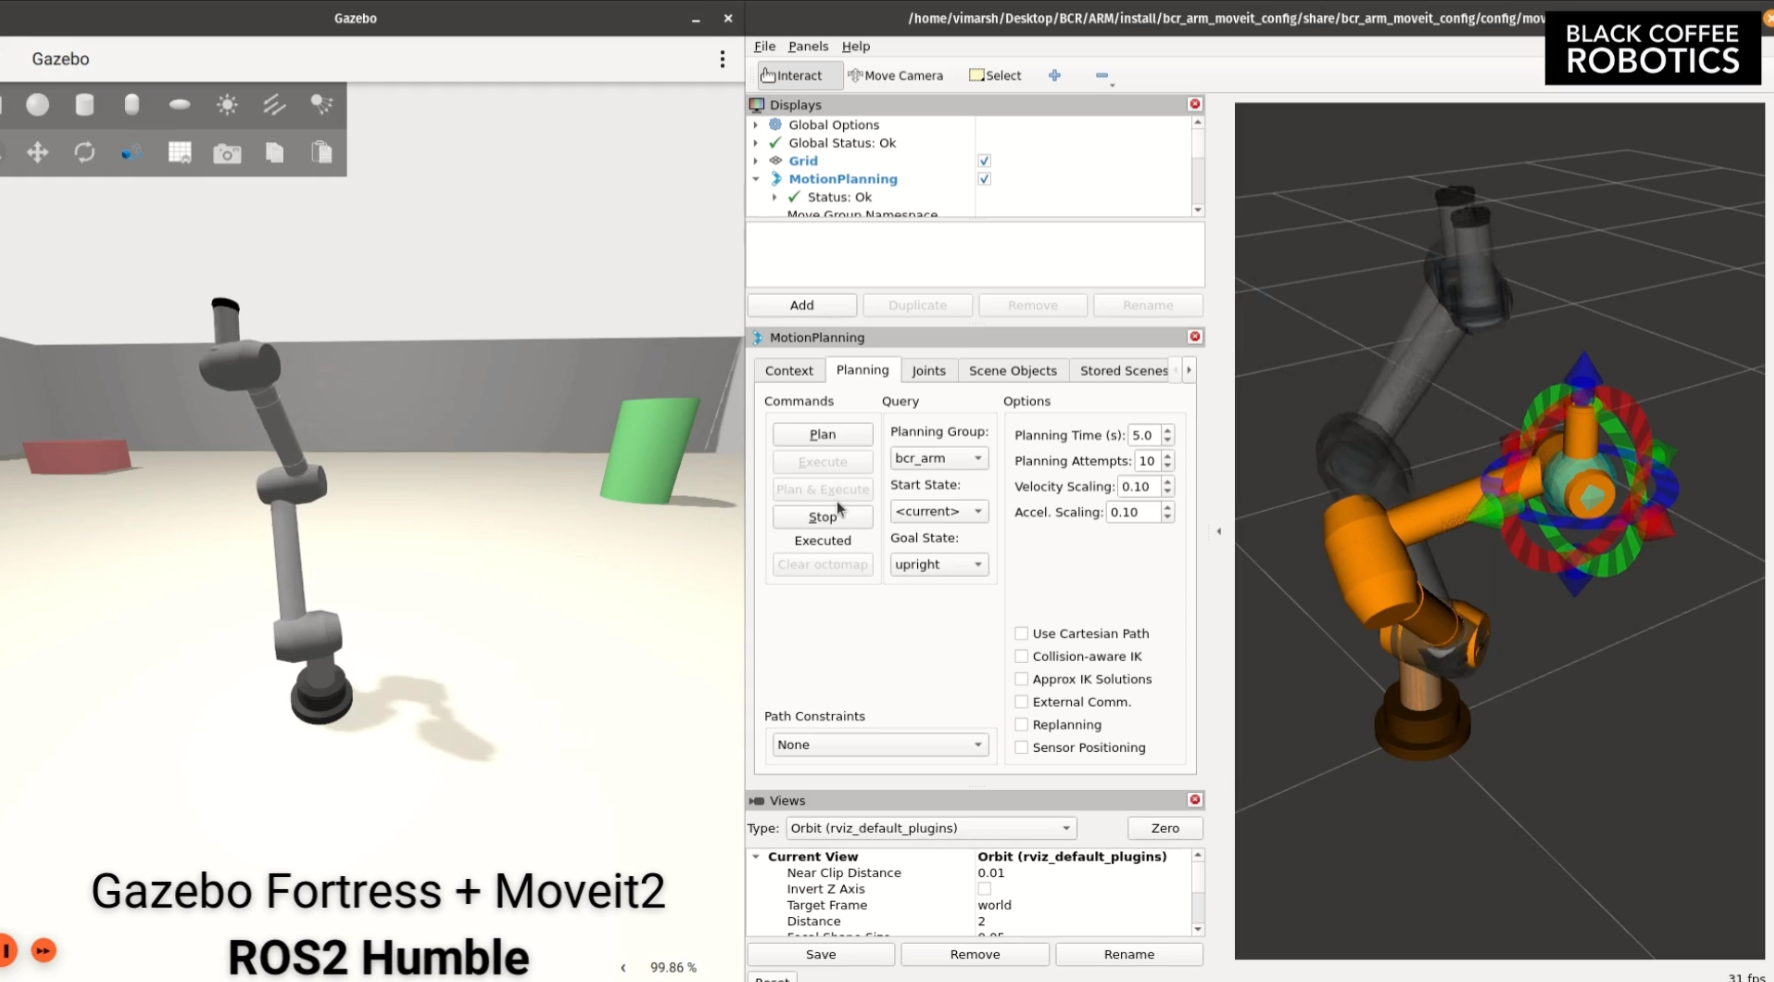 Gazebo
/home/vimarsh/Desktop/BCR/ARM/install/bcr_arm_moveit_config/share/bcr_arm_moveit_config/config/mov
BLACK COFFEE
ROBOTICS
Gazebo
File Panels Help
Interact Move Camera Select
Displays
Global Options
Global Status: Ok
Grid
MotionPlanning
Status: Ok
Move Group Namespace
Add Duplicate Remove Rename
MotionPlanning
Context Planning Joints Scene Objects Stored Scenes
Commands Query Options
Plan
Execute
Plan & Execute
Stop
Executed
Clear octomap
Planning Group:
bcr_arm
Start State:
<current>
Goal State:
upright
Planning Time (s): 5.0
Planning Attempts: 10
Velocity Scaling: 0.10
Accel. Scaling: 0.10
Use Cartesian Path
Collision-aware IK
Approx IK Solutions
External Comm.
Replanning
Sensor Positioning
Path Constraints
None
Views
Type: Orbit (rviz_default_plugins) Zero
Current View Orbit (rviz_default_plugins)
Near Clip Distance 0.01
Invert Z Axis
Target Frame world
Distance 2
Save Remove Rename
31 fps
Gazebo Fortress + Moveit2
ROS2 Humble
99.86 %